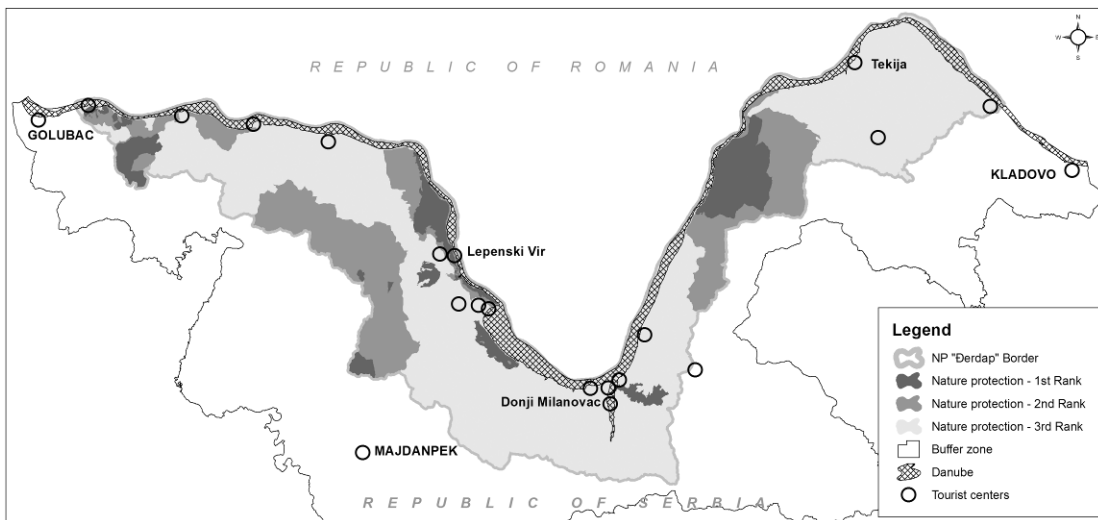 N
W E
S
REPUBLIC OF ROMANIA
Tekija
GOLUBAC
KLADOVO
Lepenski Vir
Donji Milanovac
MAJDANPEK
REPUBLIC OF SERBIA
Legend
NP "Đerdap" Border
Nature protection - 1st Rank
Nature protection - 2nd Rank
Nature protection - 3rd Rank
Buffer zone
Danube
Tourist centers